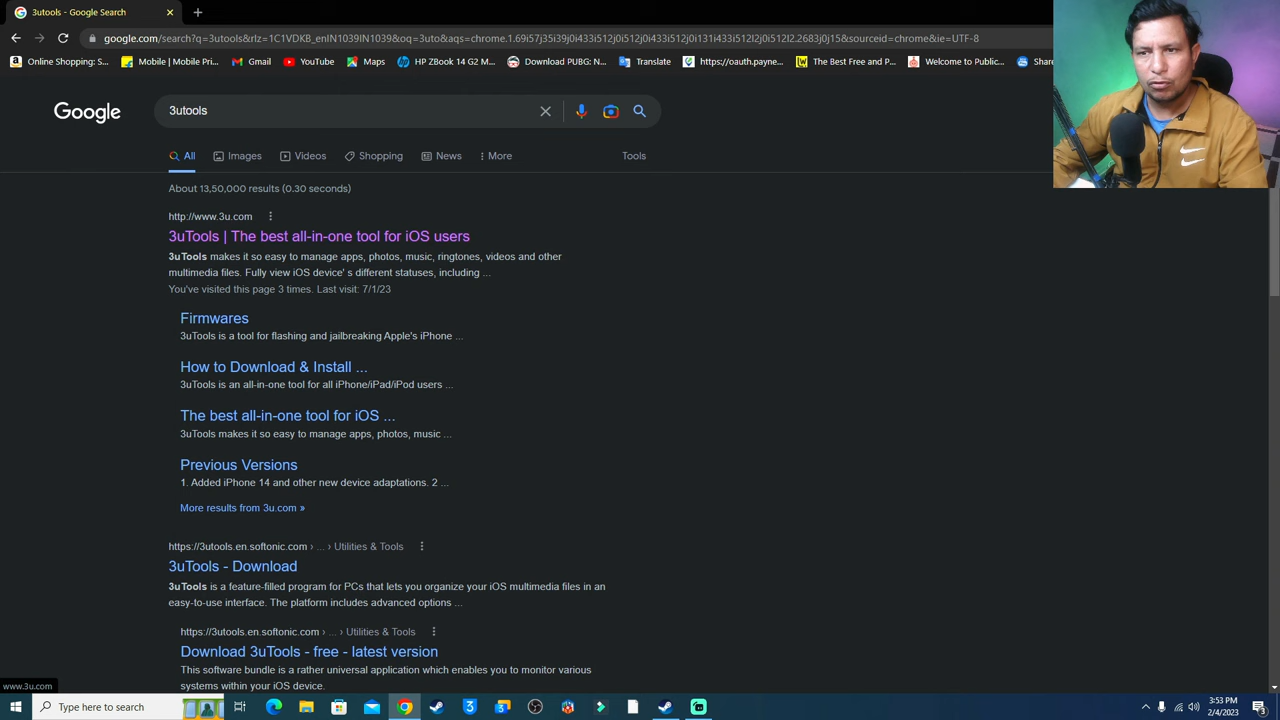 3utools - Google Search
google.com/search?q=3utools&rlz=1C1VDKB_enIN1039IN1039&oq=3uto&aqs=chrome.1.69i57j35i39j0i433i512j0i512j0i433i512j0i131i433i512l2j0i512l2.2683j0j15&sourceid=chrome&ie=UTF-8
Online Shopping: S... Mobile | Mobile Pri... Gmail YouTube Maps HP ZBook 14 G2 M... Download PUBG: N... Translate https://oauth.payne... The Best Free and P... Welcome to Public... Share
Google
3utools
All Images Videos Shopping News More Tools
About 13,50,000 results (0.30 seconds)
http://www.3u.com
3uTools | The best all-in-one tool for iOS users
3uTools makes it so easy to manage apps, photos, music, ringtones, videos and other
multimedia files. Fully view iOS device' s different statuses, including ...
You've visited this page 3 times. Last visit: 7/1/23
Firmwares
3uTools is a tool for flashing and jailbreaking Apple's iPhone ...
How to Download & Install ...
3uTools is an all-in-one tool for all iPhone/iPad/iPod users ...
The best all-in-one tool for iOS ...
3uTools makes it so easy to manage apps, photos, music ...
Previous Versions
1. Added iPhone 14 and other new device adaptations. 2 ...
More results from 3u.com »
https://3utools.en.softonic.com › ... › Utilities & Tools
3uTools - Download
3uTools is a feature-filled program for PCs that lets you organize your iOS multimedia files in an
easy-to-use interface. The platform includes advanced options ...
https://3utools.en.softonic.com › ... › Utilities & Tools
Download 3uTools - free - latest version
This software bundle is a rather universal application which enables you to monitor various
systems within your iOS device.
www.3u.com
Type here to search
3:53 PM
2/4/2023